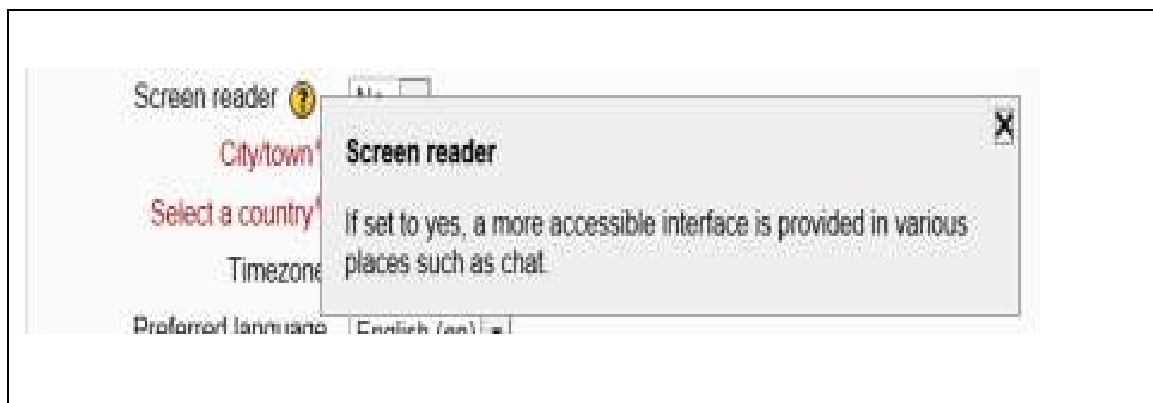 Screen reader ?
City/town*
Select a country*
Timezone
Preferred language English (en)
X
Screen reader
If set to yes, a more accessible interface is provided in various
places such as chat.